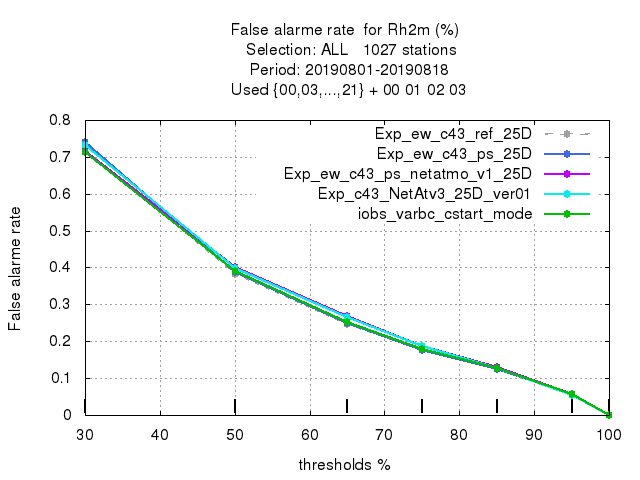 False alarme rate  for Rh2m (%)
Selection: ALL   1027 stations
Period: 20190801-20190818
Used {00,03,...,21} + 00 01 02 03
Exp_ew_c43_ref_25D
Exp_ew_c43_ps_25D
Exp_ew_c43_ps_netatmo_v1_25D
Exp_c43_NetAtv3_25D_ver01
iobs_varbc_cstart_mode
False alarme rate
0.8
0.7
0.6
0.5
0.4
0.3
0.2
0.1
0
30 40 50 60 70 80 90 100
thresholds %